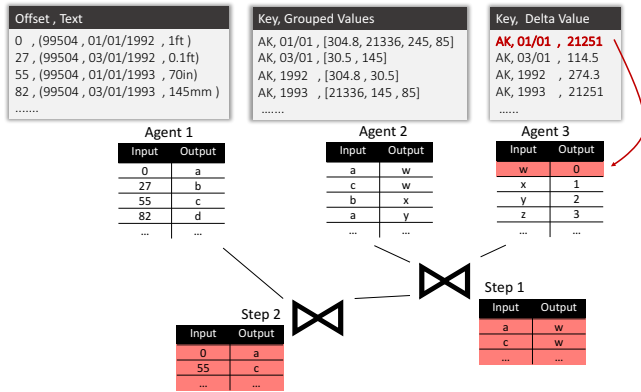 Offset , Text
0 , (99504 , 01/01/1992 , 1ft )
27 , (99504 , 03/01/1992 , 0.1ft)
55 , (99504 , 01/01/1993 , 70in)
82 , (99504 , 03/01/1993 , 145mm )
.......
Key, Grouped Values
AK, 01/01 , [304.8, 21336, 245, 85]
AK, 03/01 , [30.5 , 145]
AK, 1992 , [304.8 , 30.5]
AK, 1993 , [21336, 145 , 85]
.......
Key, Delta Value
AK, 01/01 , 21251
AK, 03/01 , 114.5
AK, 1992 , 274.3
AK, 1993 , 21251
......
Agent 1
Input Output
0 a
27 b
55 c
82 d
... ...
Agent 2
Input Output
a w
c w
b x
a y
... ...
Agent 3
Input Output
w 0
x 1
y 2
z 3
... ...
Step 1
Input Output
a w
c w
... ...
Step 2
Input Output
0 a
55 c
... ...